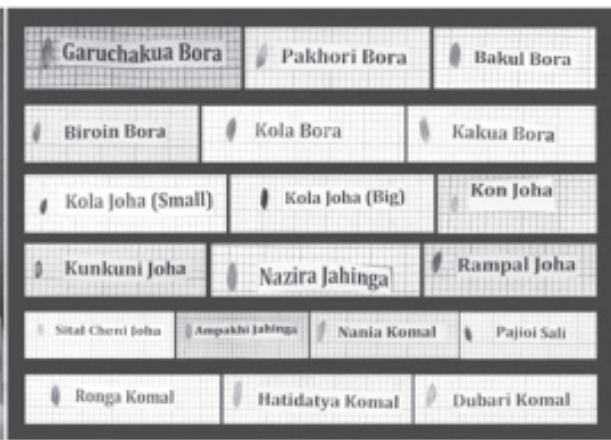 Garuchakua Bora
Pakhori Bora
Bakul Bora
Biroin Bora
Kola Bora
Kakua Bora
Kola Joha (Small)
Kola Joha (Big)
Kon Joha
Kunkuni Joha
Nazira Jahinga
Rampal Joha
Sital Cheni Joha
Ampakhi Jahinga
Nania Komal
Pajioi Sali
Ronga Komal
Hatidatya Komal
Dubari Komal